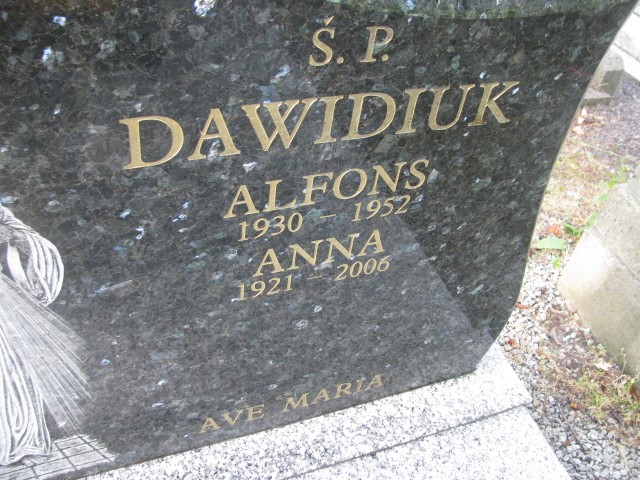 Ś. P.
DAWIDIUK
ALFONS
1930 – 1952
ANNA
1921 – 2006
AVE MARIA